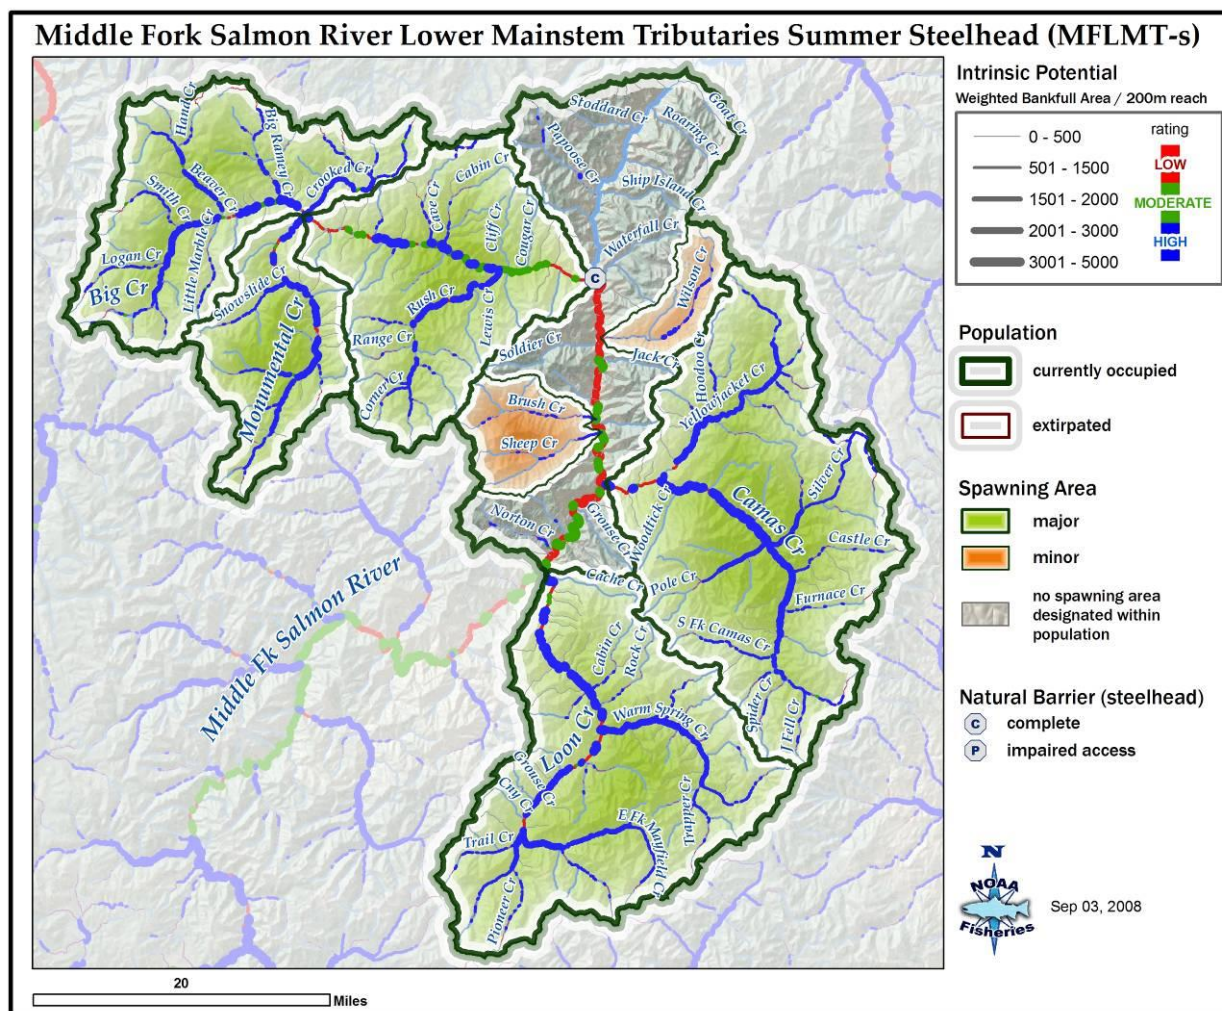 Middle Fork Salmon River Lower Mainstem Tributaries Summer Steelhead (MFLMT-s)
Intrinsic Potential
Weighted Bankfull Area / 200m reach
0 - 500
501 - 1500
1501 - 2000
2001 - 3000
3001 - 5000
rating
LOW
MODERATE
HIGH
Population
currently occupied
extirpated
Spawning Area
major
minor
no spawning area
designated within
population
Natural Barrier (steelhead)
C complete
P impaired access
N
NOAA
Fisheries
Sep 03, 2008
Hand Cr
Big Ramey Cr
Crooked Cr
Beaver Cr
Smith Cr
Logan Cr
Big Cr
Little Marble Cr
Snowslide Cr
Monumental Cr
Cabin Cr
Cave Cr
Cliff Cr
Cougar Cr
Rush Cr
Lewis Cr
Range Cr
Corner Cr
Stoddard Cr
Papoose Cr
Roaring Cr
Goat Cr
Ship Island Cr
Waterfall Cr
C
Wilson Cr
Soldier Cr
Jack Cr
Brush Cr
Sheep Cr
Norton Cr
Grouse Cr
Woodtick Cr
Hoodoo Cr
Yellowjacket Cr
Silver Cr
Camas Cr
Castle Cr
Furnace Cr
Pole Cr
S Fk Camas Cr
Spider Cr
J Fell Cr
Cache Cr
Cabin Cr
Rock Cr
Warm Spring Cr
Loon Cr
Grouse Cr
Cny Cr
Trail Cr
Pioneer Cr
E Fk Mayfield Cr
Trapper Cr
Middle Fk Salmon River
20
Miles